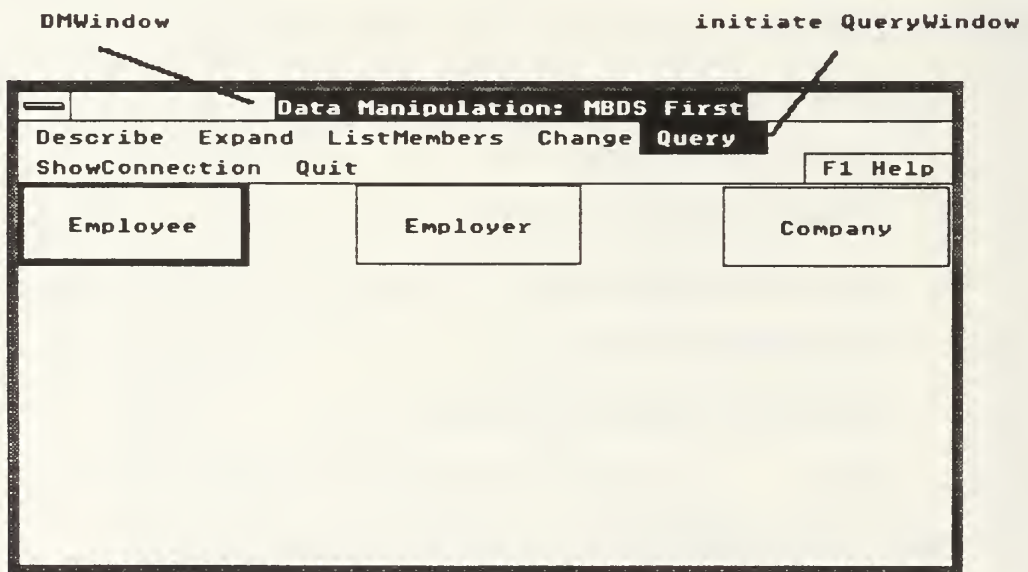 DMWindow initiate QueryWindow
Data Manipulation: MBDS First
Describe Expand ListMembers Change Query
ShowConnection Quit F1 Help
Employee Employer Company